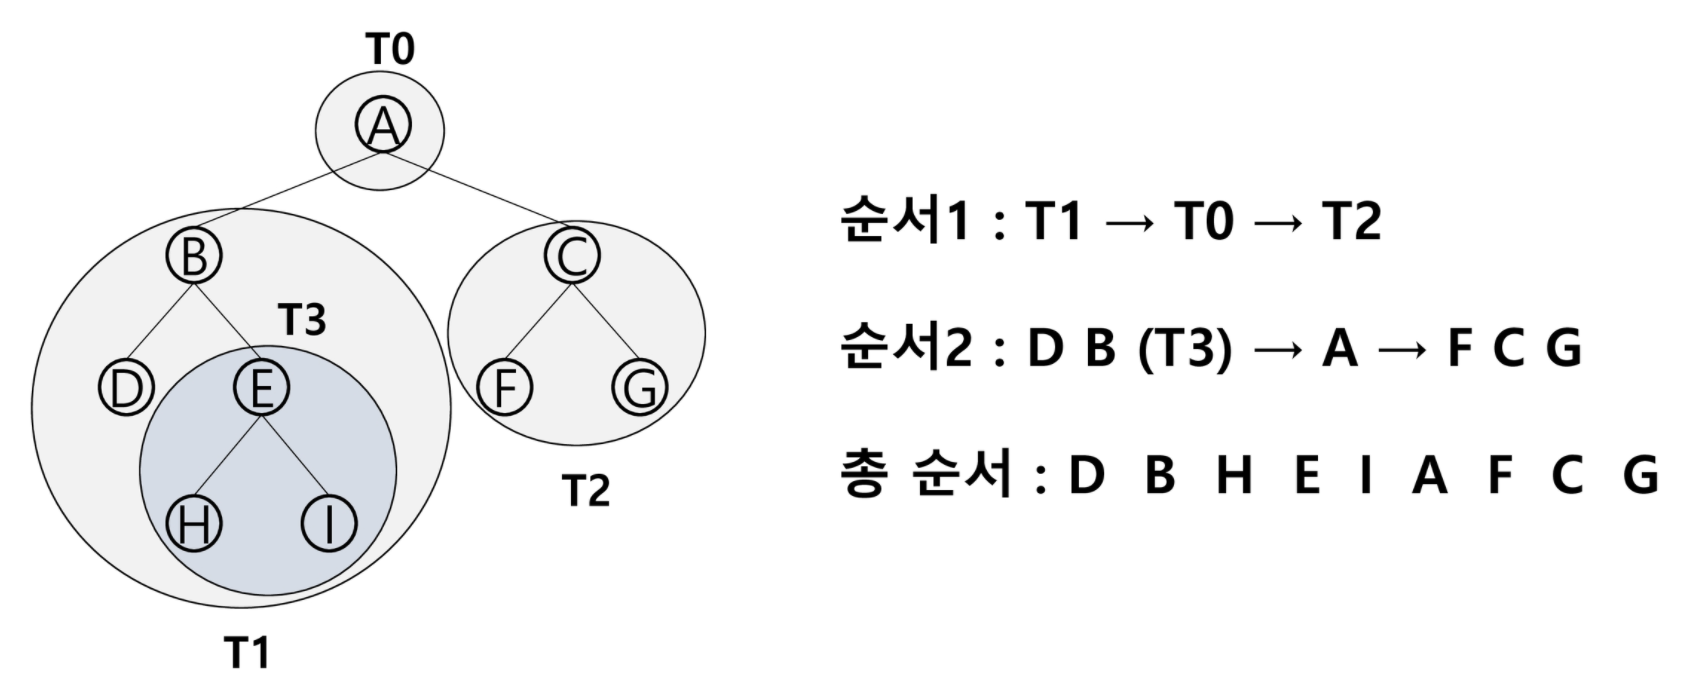 T0
A
B
C
T3
D
E
F
G
H
I
T2
T1
순서1 : T1 → T0 → T2
순서2 : D B (T3) → A → F C G
총 순서 : D B H E I A F C G